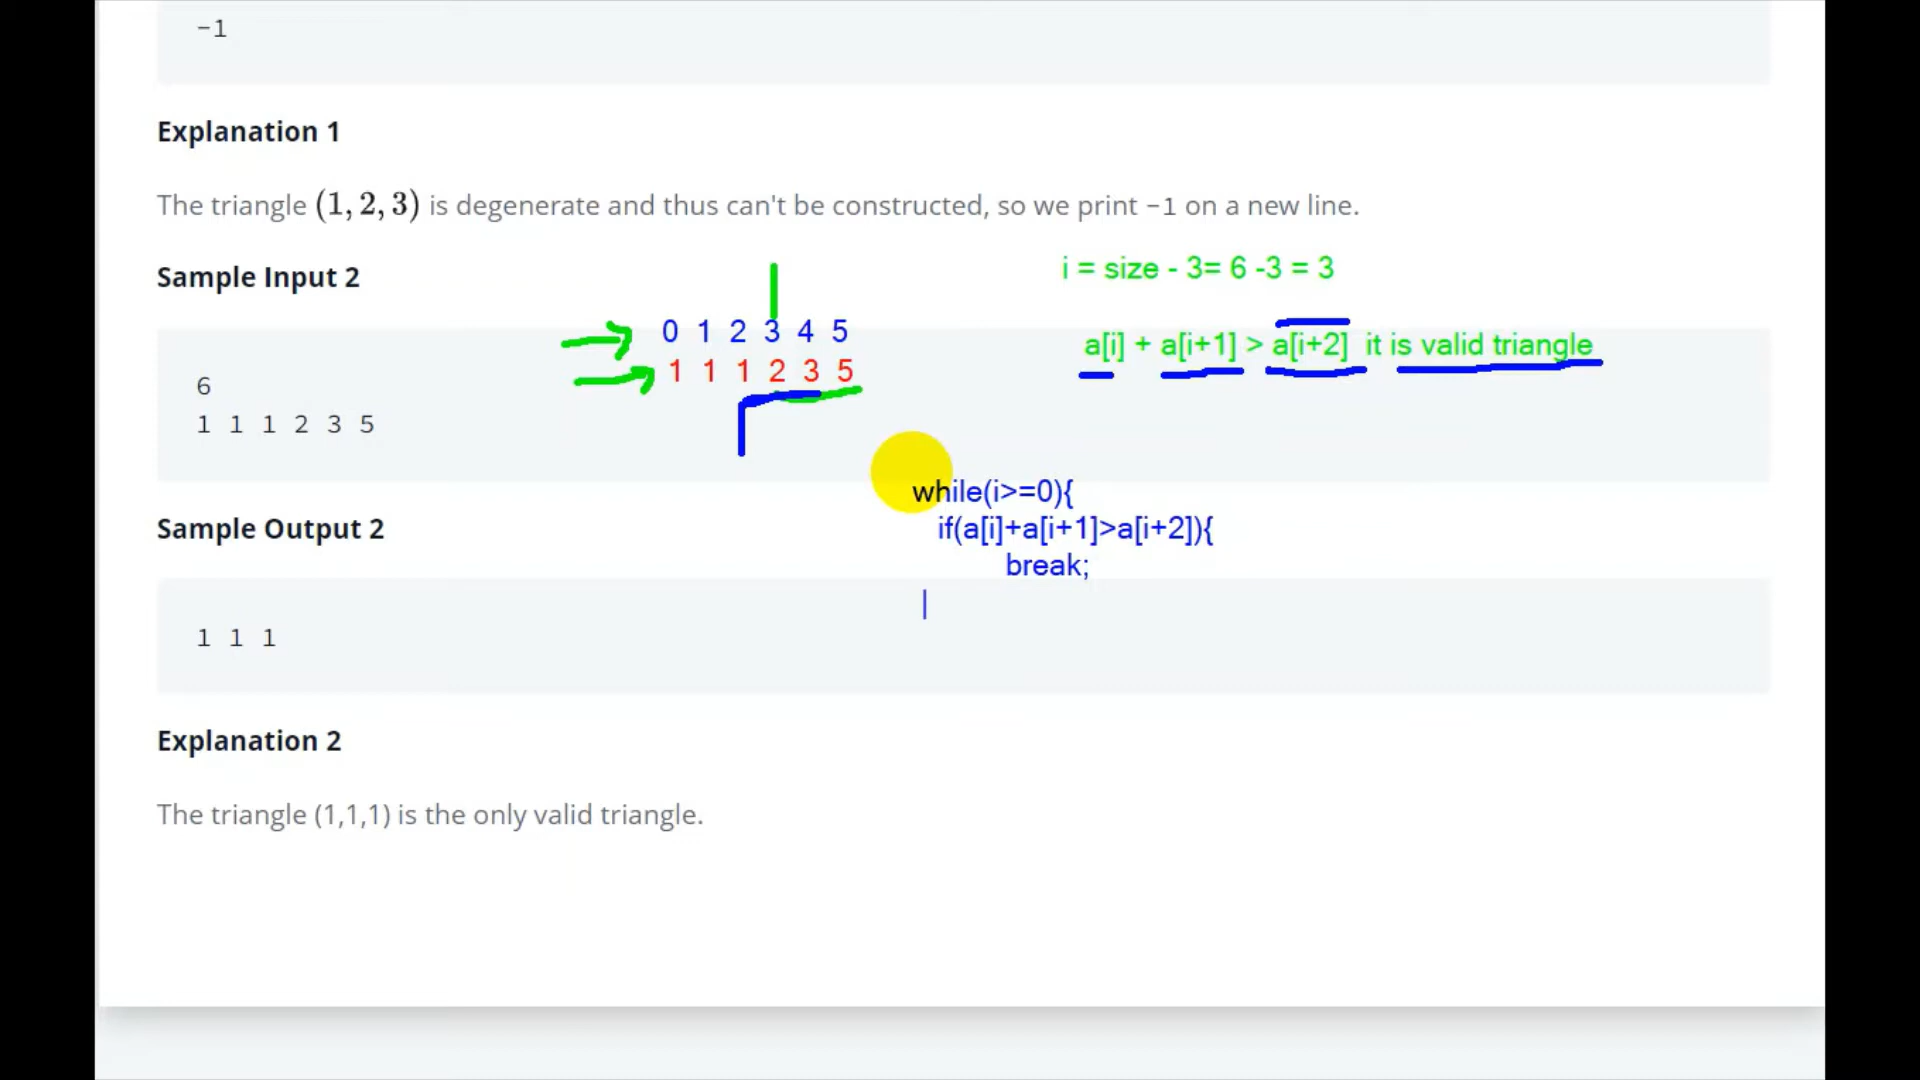 -1
Explanation 1
The triangle (1, 2, 3) is degenerate and thus can't be constructed, so we print -1 on a new line.
i = size - 3= 6 -3 = 3
Sample Input 2
0 1 2 3 4 5
a[i] + a[i+1] > a[i+2] it is valid triangle
1 1 1 2 3 5
6
1 1 1 2 3 5
while(i>=0){
if(a[i]+a[i+1]>a[i+2]){
break;
Sample Output 2
1 1 1
Explanation 2
The triangle (1,1,1) is the only valid triangle.